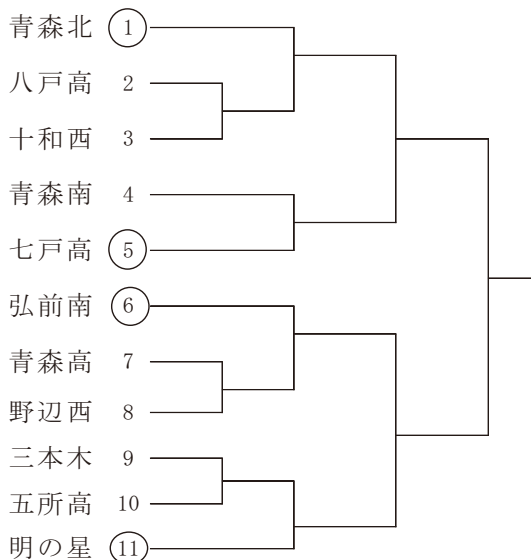 青森北 ①
八戸高 2
十和西 3
青森南 4
七戸高 ⑤
弘前南 ⑥
青森高 7
野辺西 8
三本木 9
五所高 10
明の星 ⑪